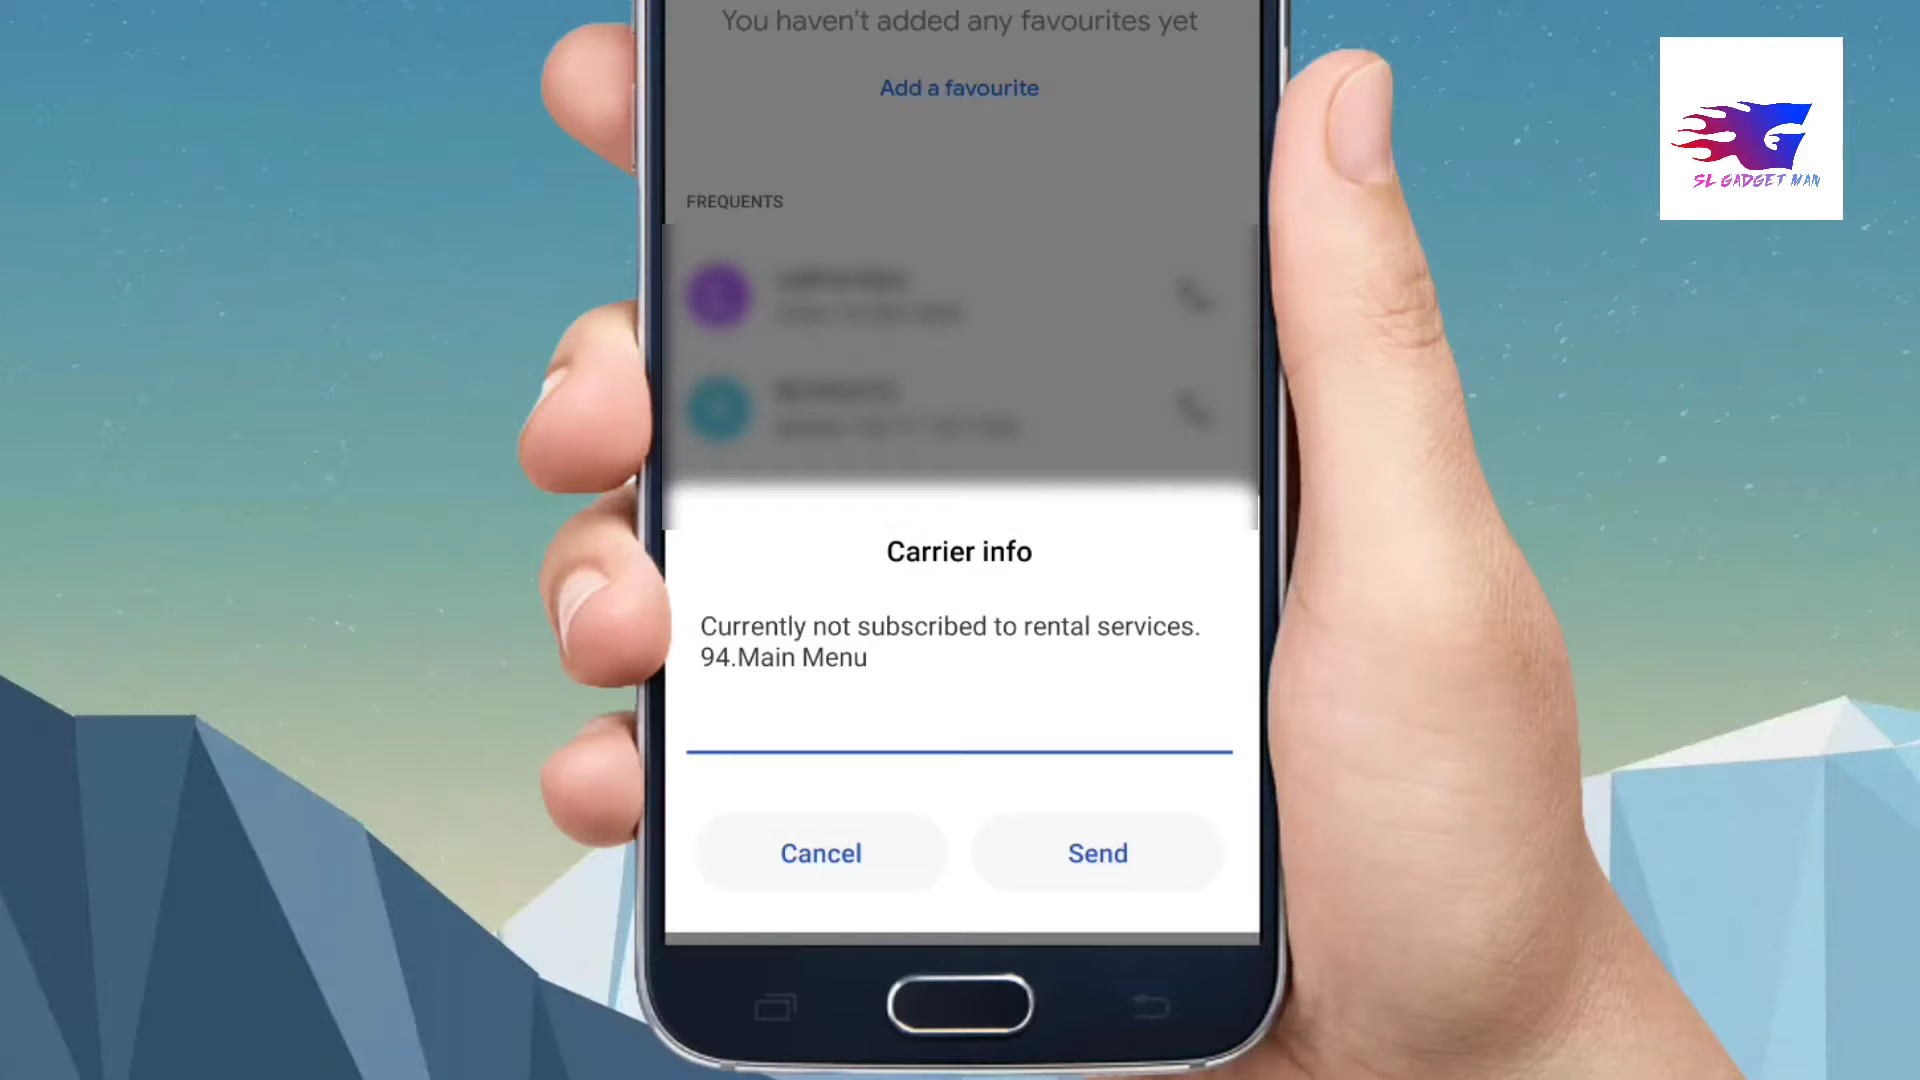 You haven't added any favourites yet
Add a favourite
SL GADGET MAN
FREQUENTS
Carrier info
Currently not subscribed to rental services.
94.Main Menu
Cancel
Send